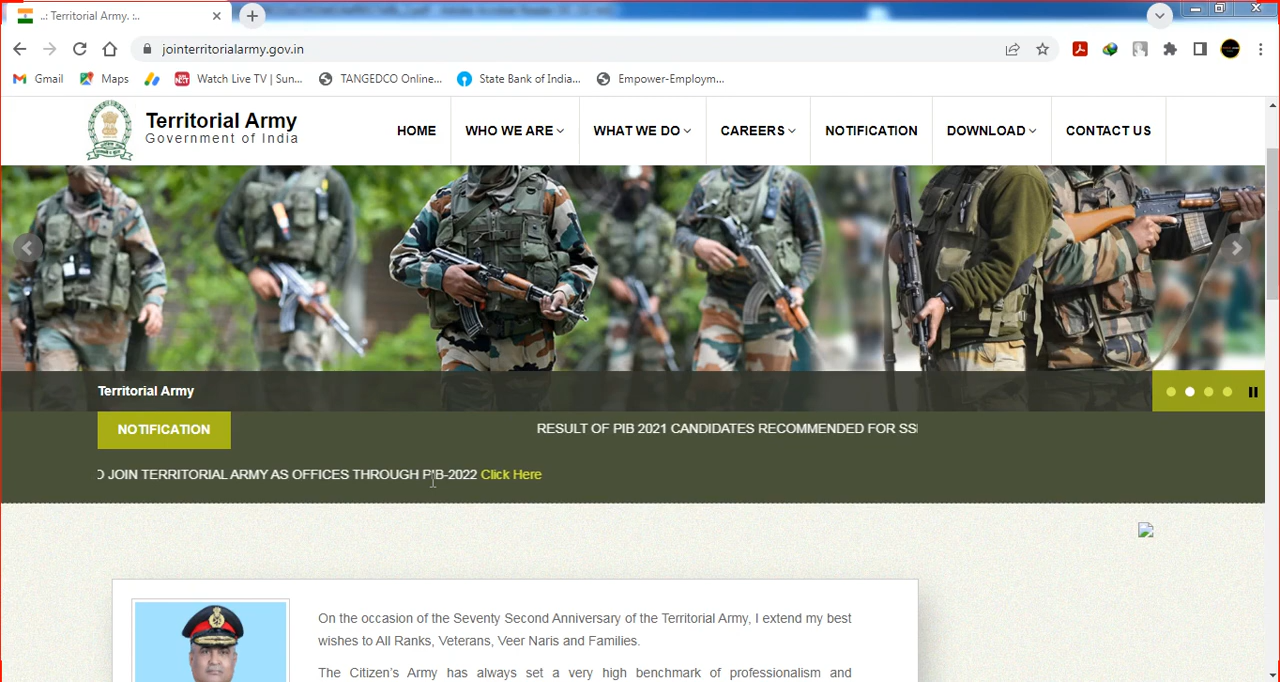 ..: Territorial Army. :..
jointerritorialarmy.gov.in
Gmail
Maps
Watch Live TV | Sun...
TANGEDCO Online...
State Bank of India...
Empower-Employm...
Territorial Army
Government of India
HOME
WHO WE ARE
WHAT WE DO
CAREERS
NOTIFICATION
DOWNLOAD
CONTACT US
Territorial Army
NOTIFICATION
RESULT OF PIB 2021 CANDIDATES RECOMMENDED FOR SSI
O JOIN TERRITORIAL ARMY AS OFFICES THROUGH PIB-2022 Click Here
On the occasion of the Seventy Second Anniversary of the Territorial Army, I extend my best
wishes to All Ranks, Veterans, Veer Naris and Families.
The Citizen's Army has always set a very high benchmark of professionalism and